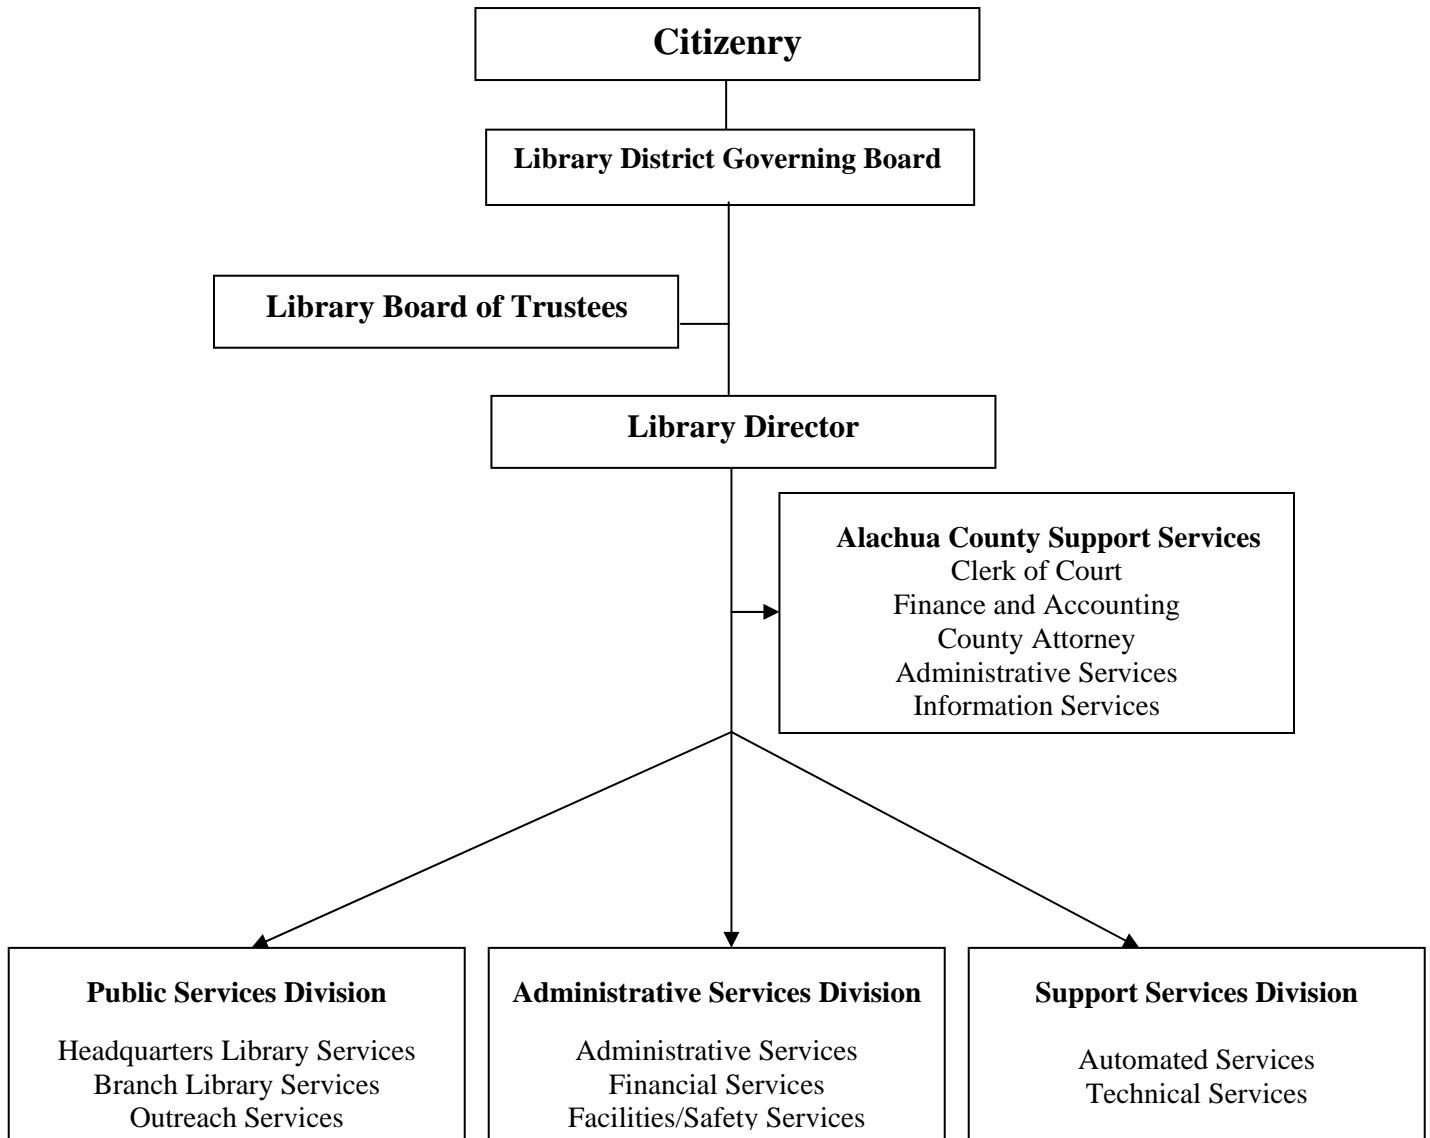 Citizenry
Library District Governing Board
Library Board of Trustees
Library Director
Alachua County Support Services
Clerk of Court
Finance and Accounting
County Attorney
Administrative Services
Information Services
Public Services Division
Headquarters Library Services
Branch Library Services
Outreach Services
Administrative Services Division
Administrative Services
Financial Services
Facilities/Safety Services
Support Services Division
Automated Services
Technical Services